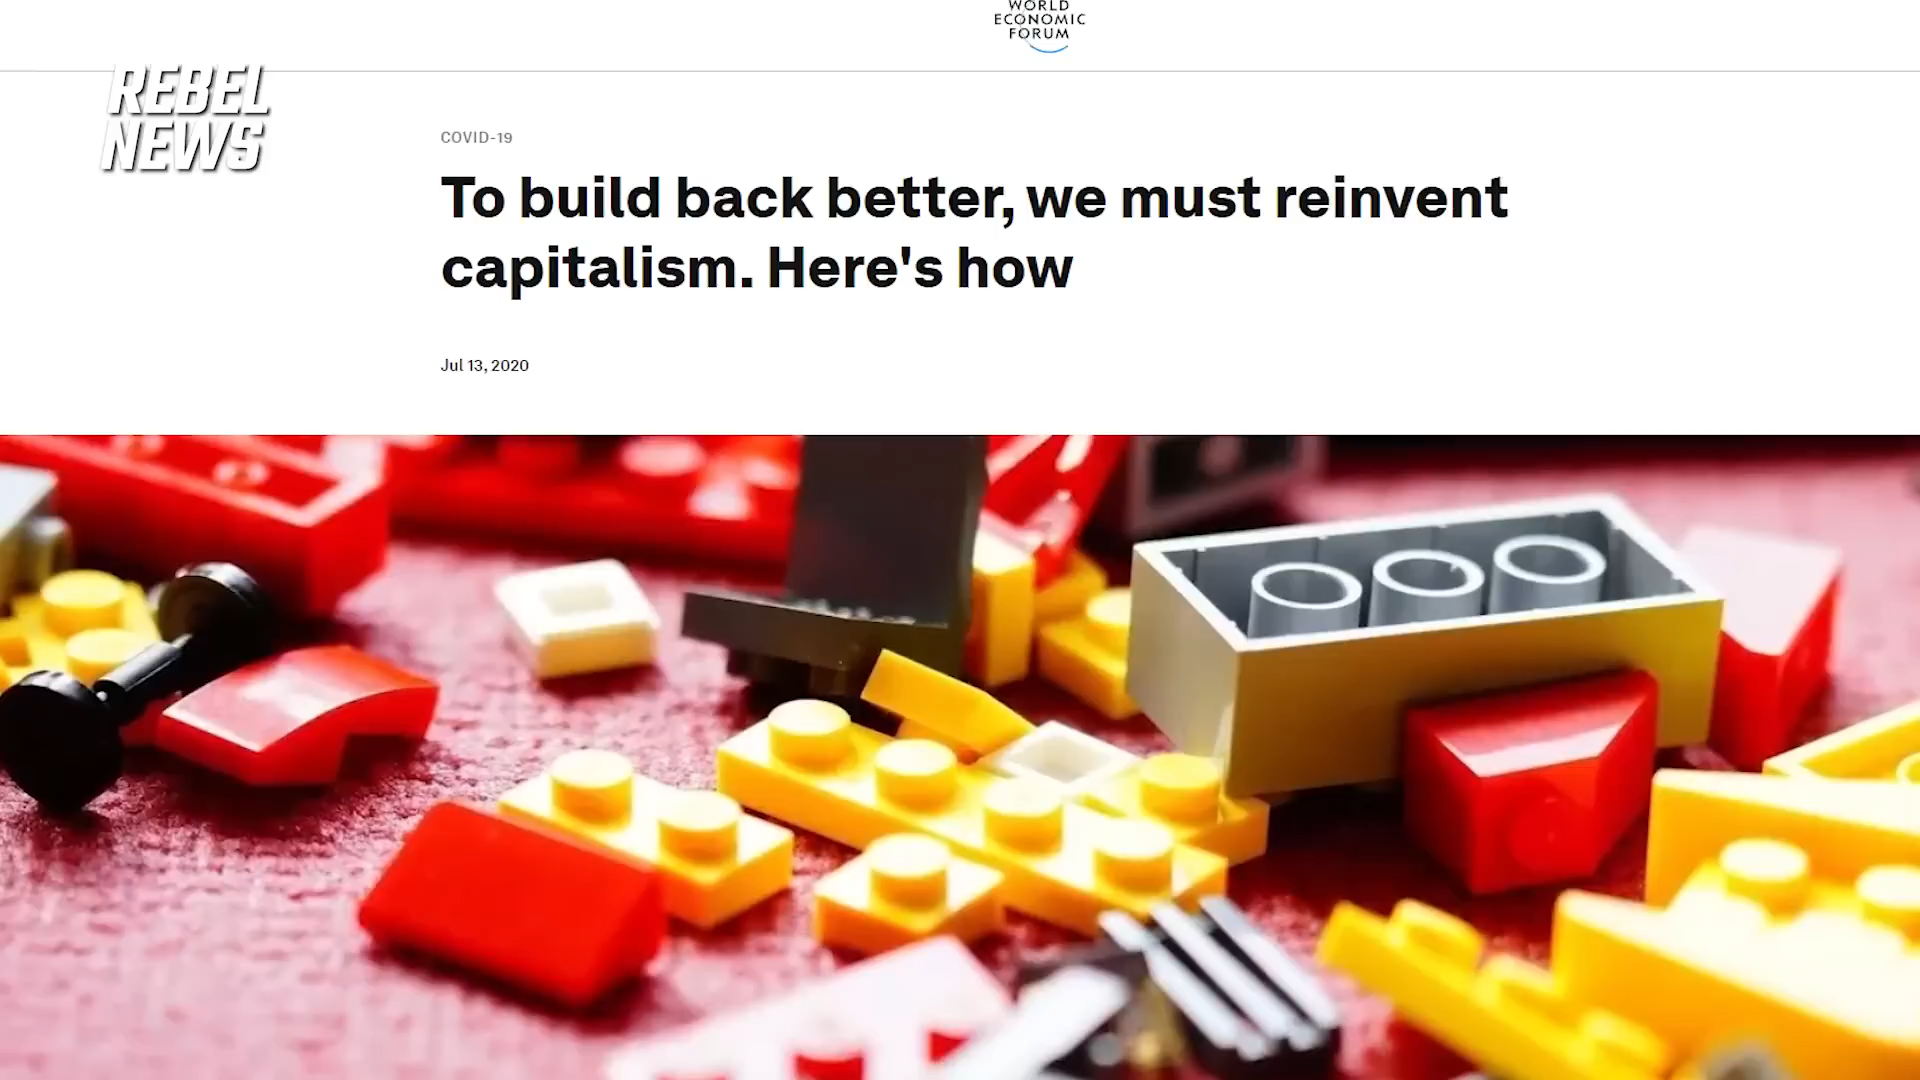 WORLD
ECONOMIC
FORUM
REBEL
NEWS
COVID-19
To build back better, we must reinvent
capitalism. Here's how
Jul 13, 2020